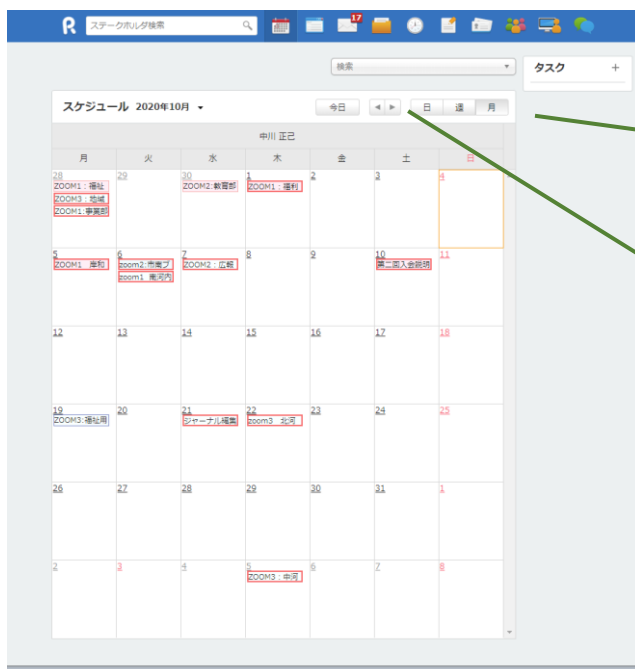 R ステークホルダ検索 17
検索
タスク +
スケジュール 2020年10月
今日 日 週 月
中川 正己
月 火 水 木 金 土 日
28 29 30 1 2 3 4
ZOOM1：福祉 ZOOM2:教育部 ZOOM1：福利
ZOOM3：地域
ZOOM1:事業部
5 6 7 8 9 10 11
ZOOM1 岸和 zoom2:市南ブ ZOOM2：広報 第二回入会説明
zoom1 南河内
12 13 14 15 16 17 18
19 20 21 22 23 24 25
ZOOM3:福祉用 ジャーナル編集 zoom3 北河
26 27 28 29 30 31 1
2 3 4 5 6 7 8
ZOOM3：中河